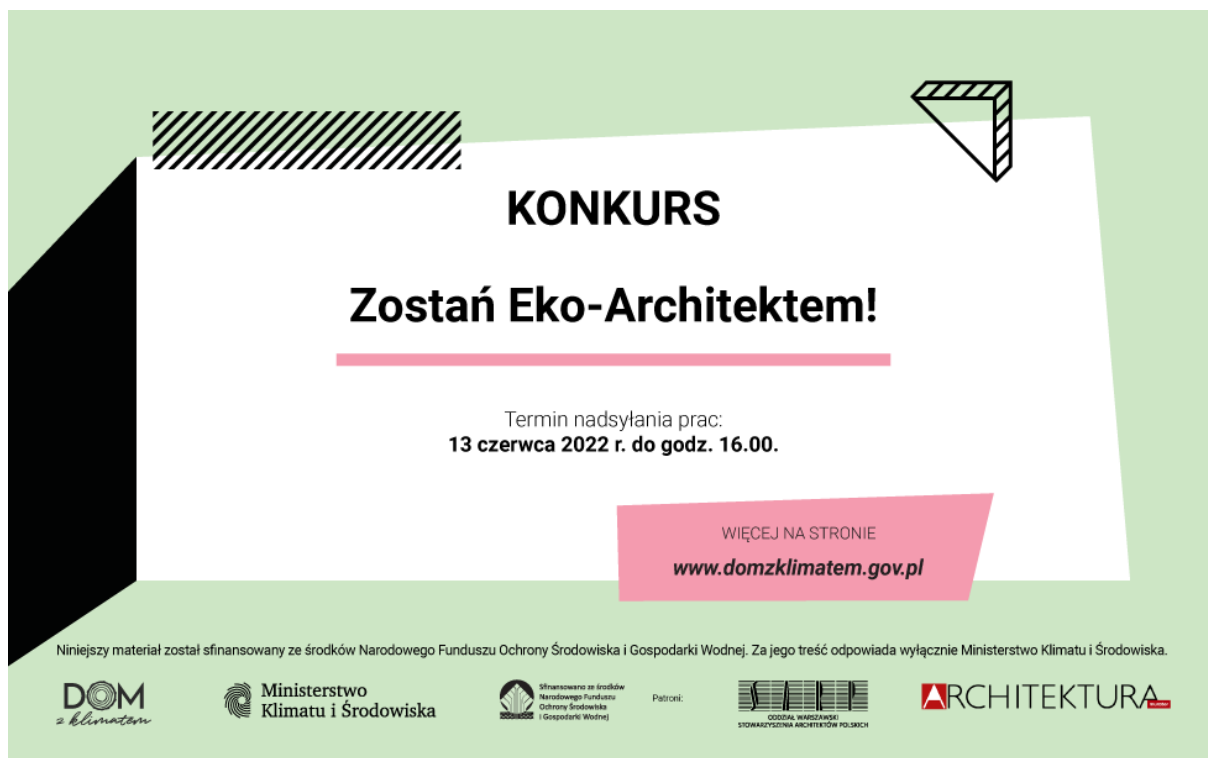 KONKURS
Zostań Eko-Architektem!
Termin nadsyłania prac:
13 czerwca 2022 r. do godz. 16.00.
WIĘCEJ NA STRONIE
www.domzklimatem.gov.pl
Niniejszy materiał został sfinansowany ze środków Narodowego Funduszu Ochrony Środowiska i Gospodarki Wodnej. Za jego treść odpowiada wyłącznie Ministerstwo Klimatu i Środowiska.
DOM
z klimatem
Ministerstwo
Klimatu i Środowiska
Sfinansowano ze środków
Narodowego Funduszu
Ochrony Środowiska
i Gospodarki Wodnej
Patroni:
SARP
ODDZIAŁ WARSZAWSKI
STOWARZYSZENIA ARCHITEKTÓW POLSKICH
ARCHITEKTURA